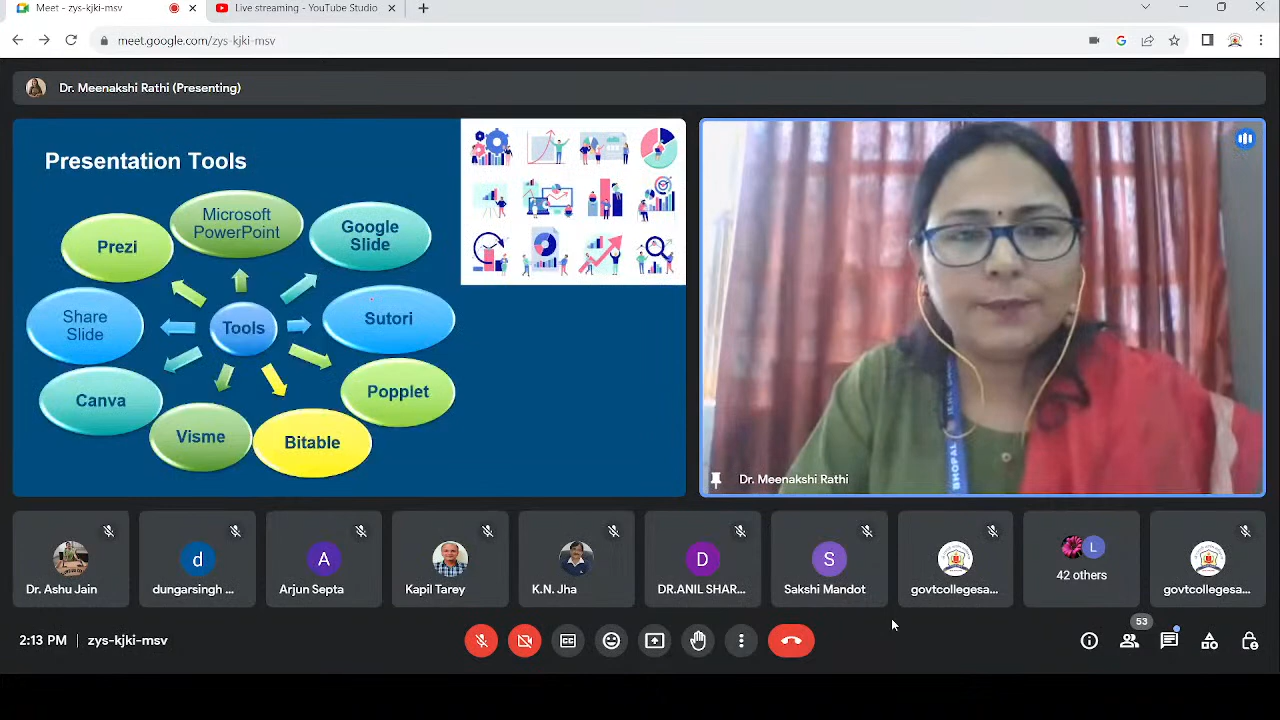 Meet - zys-kjki-msv
Live streaming - YouTube Studio
meet.google.com/zys-kjki-msv
Dr. Meenakshi Rathi (Presenting)
Presentation Tools
Microsoft
PowerPoint
Google
Slide
Prezi
Share
Slide
Tools
Sutori
Canva
Popplet
Visme
Bitable
BHOPAL
Dr. Meenakshi Rathi
d
A
D
S
L
Dr. Ashu Jain
dungarsingh ...
Arjun Septa
Kapil Tarey
K.N. Jha
DR.ANIL SHAR...
Sakshi Mandot
govtcollegesa...
42 others
govtcollegesa...
2:13 PM | zys-kjki-msv
53